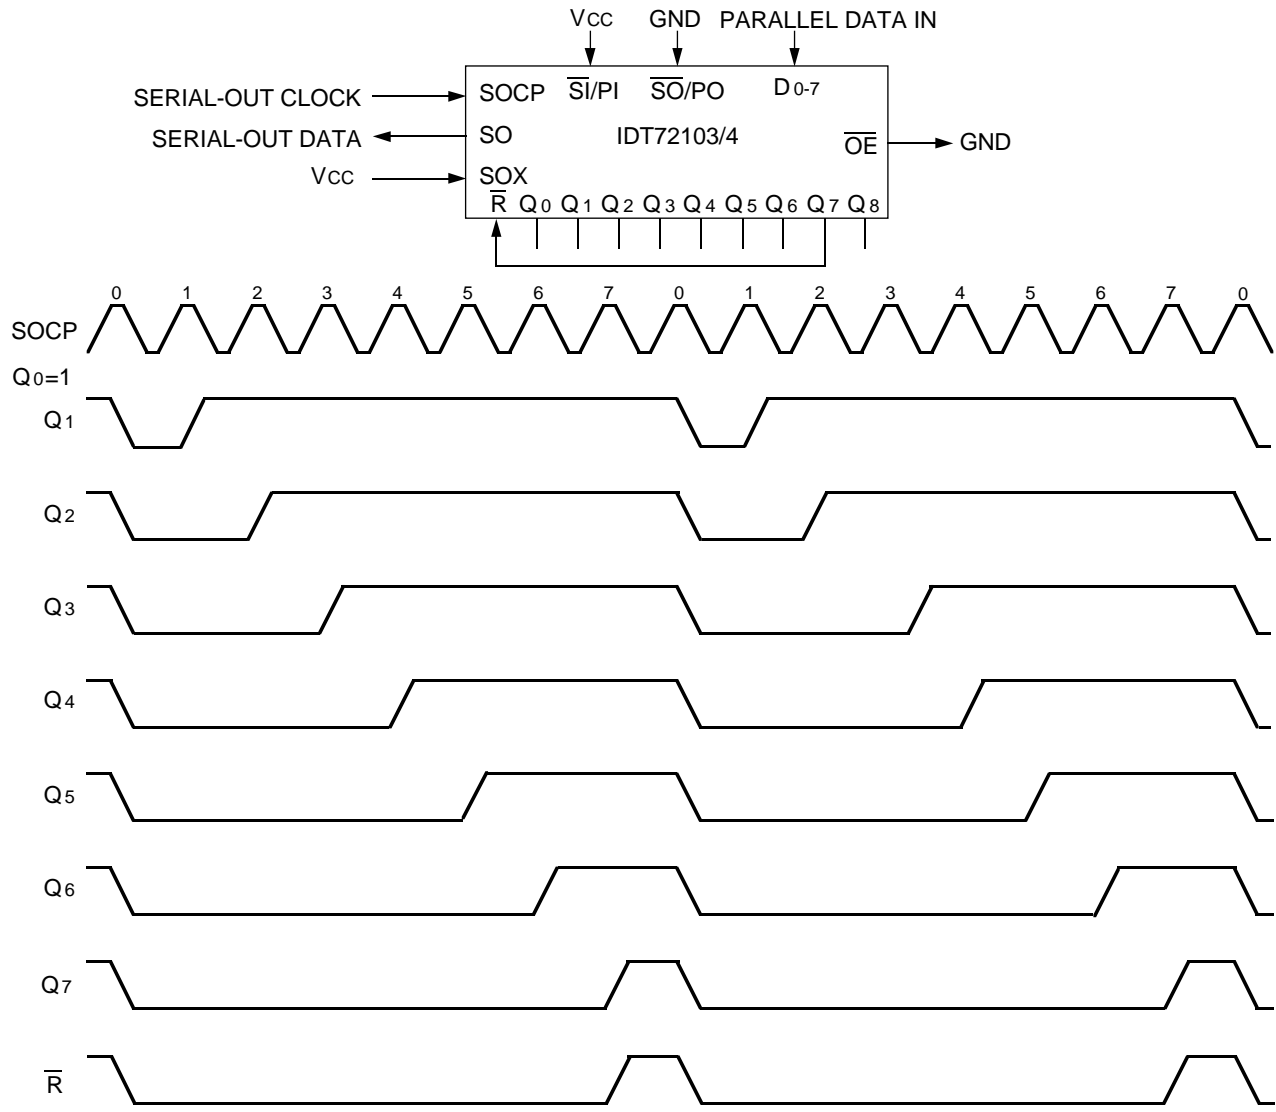 VCC GND PARALLEL DATA IN
SERIAL-OUT CLOCK SOCP S̅I̅/PI S̅O̅/PO D0-7
SERIAL-OUT DATA SO IDT72103/4 O̅E̅ GND
VCC SOX
R̅ Q0 Q1 Q2 Q3 Q4 Q5 Q6 Q7 Q8
0 1 2 3 4 5 6 7 0 1 2 3 4 5 6 7 0
SOCP
Q0=1
Q1
Q2
Q3
Q4
Q5
Q6
Q7
R̅